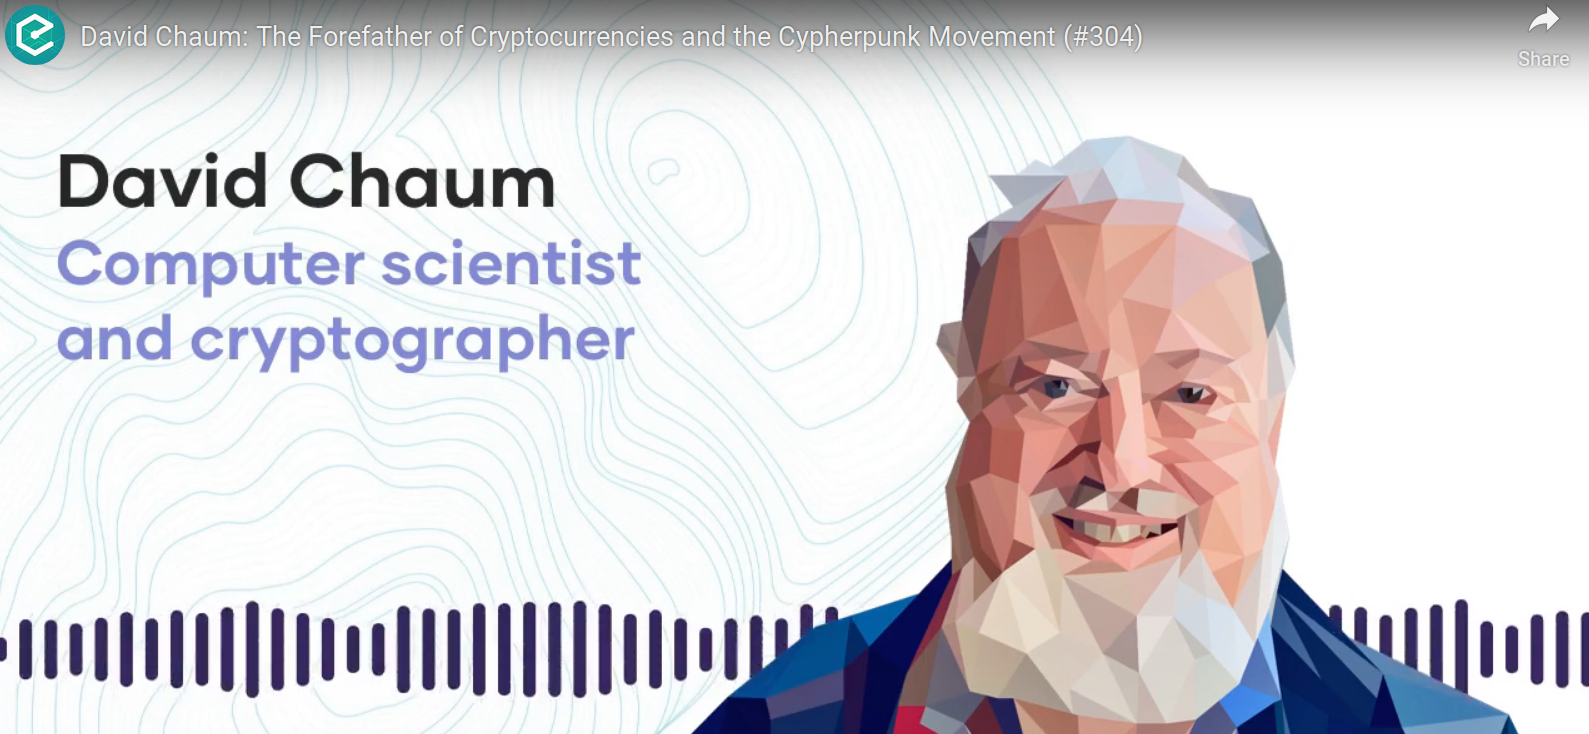 David Chaum: The Forefather of Cryptocurrencies and the Cypherpunk Movement (#304)
Share
David Chaum
Computer scientist
and cryptographer